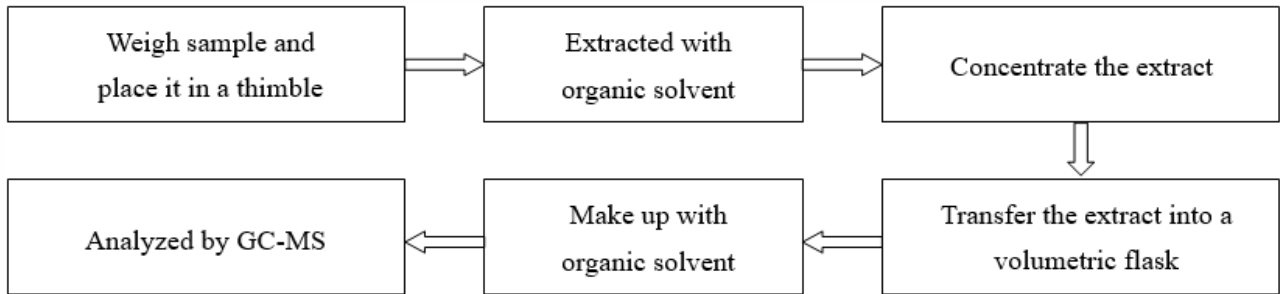 Weigh sample and
place it in a thimble
Extracted with
organic solvent
Concentrate the extract
Transfer the extract into a
volumetric flask
Make up with
organic solvent
Analyzed by GC-MS